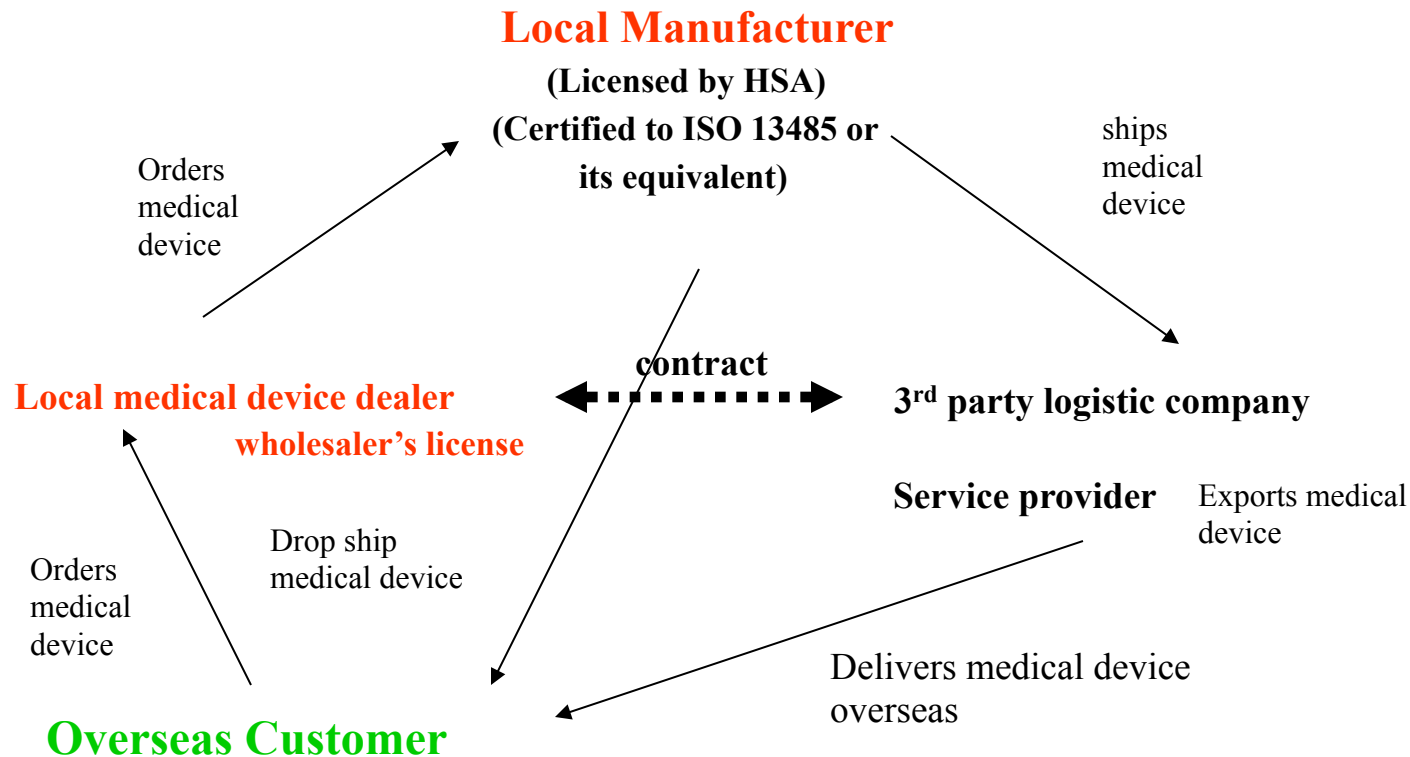 Local Manufacturer
(Licensed by HSA)
(Certified to ISO 13485 or
its equivalent)
Orders
medical
device
ships
medical
device
contract
Local medical device dealer
wholesaler’s license
3rd party logistic company
Service provider
Exports medical
device
Orders
medical
device
Drop ship
medical device
Delivers medical device
overseas
Overseas Customer